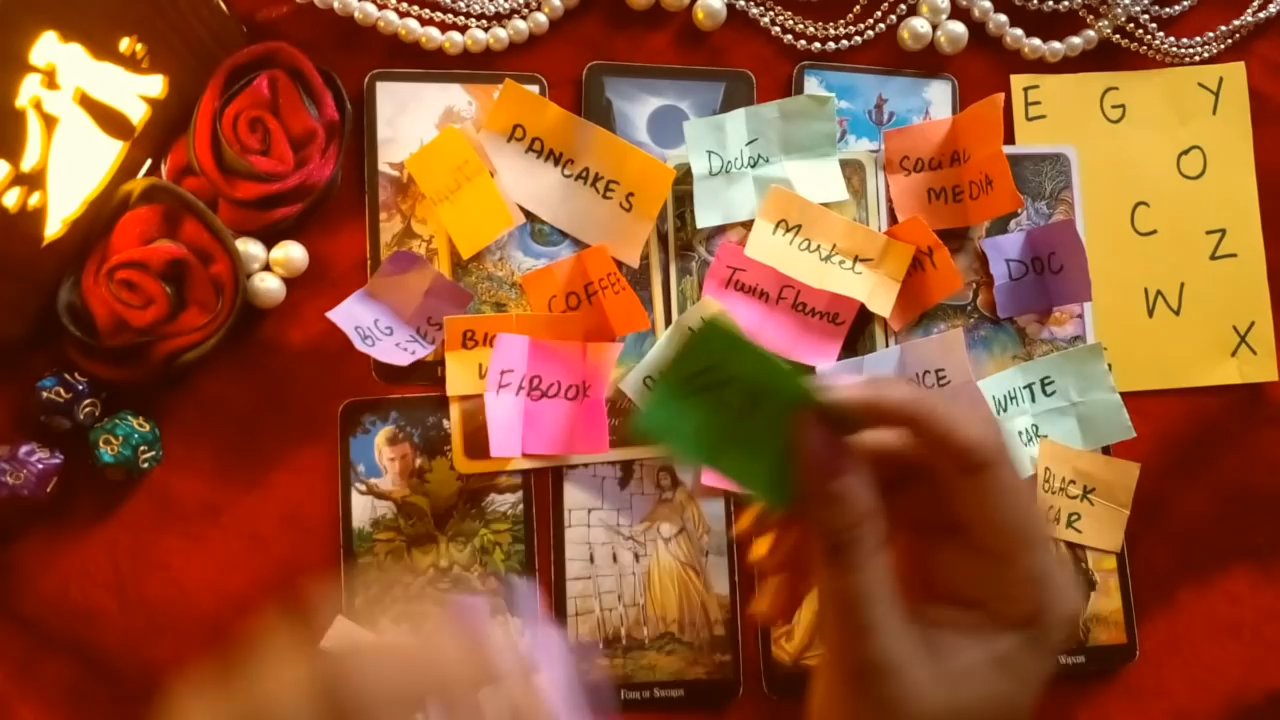 E G Y
PANCAKES
Doctor
SOCIAL
MEDIA
O
C
Market
Z
DOC
COFFEE
Twin Flame
W
BIG
EYES
X
FABOOK
WHITE
CAR
BLACK
CAR
FOUR OF SWORDS
WANDS